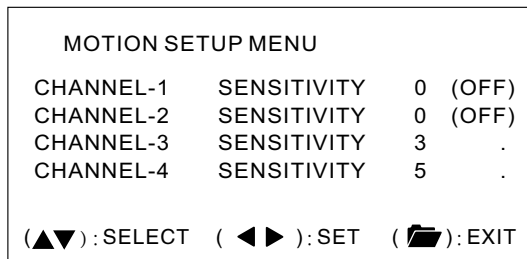 MOTION SETUP MENU
CHANNEL-1 SENSITIVITY 0 (OFF)
CHANNEL-2 SENSITIVITY 0 (OFF)
CHANNEL-3 SENSITIVITY 3 .
CHANNEL-4 SENSITIVITY 5 .
(▲▼) : SELECT ( ◀ ▶ ) : SET ( 📂 ) : EXIT